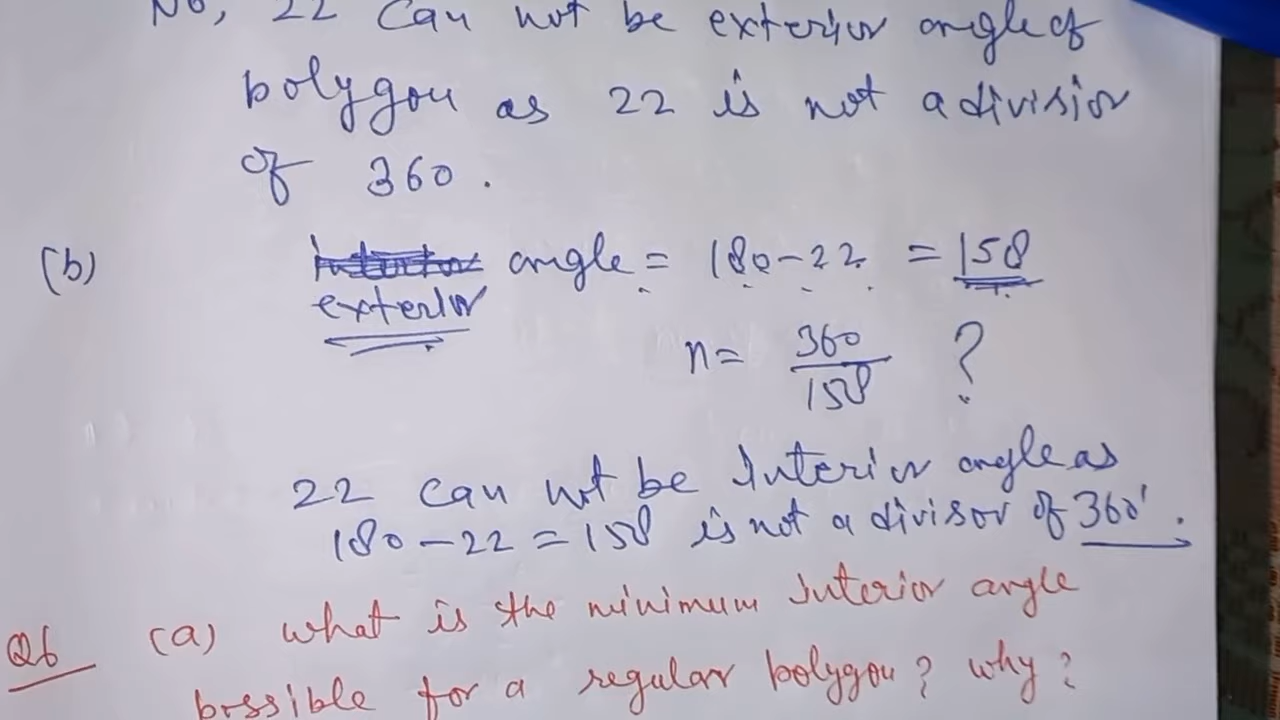 No, 22 Can not be exterior angle of
polygon as 22 is not a division
of 360.
(b) angle = 180-22 = 158
exterior
n = 360/158 ?
22 Can not be Interior angle as
180-22=158 is not a divisor of 360.
Q6 (a) what is the minimum Interior angle
possible for a regular polygon? why?